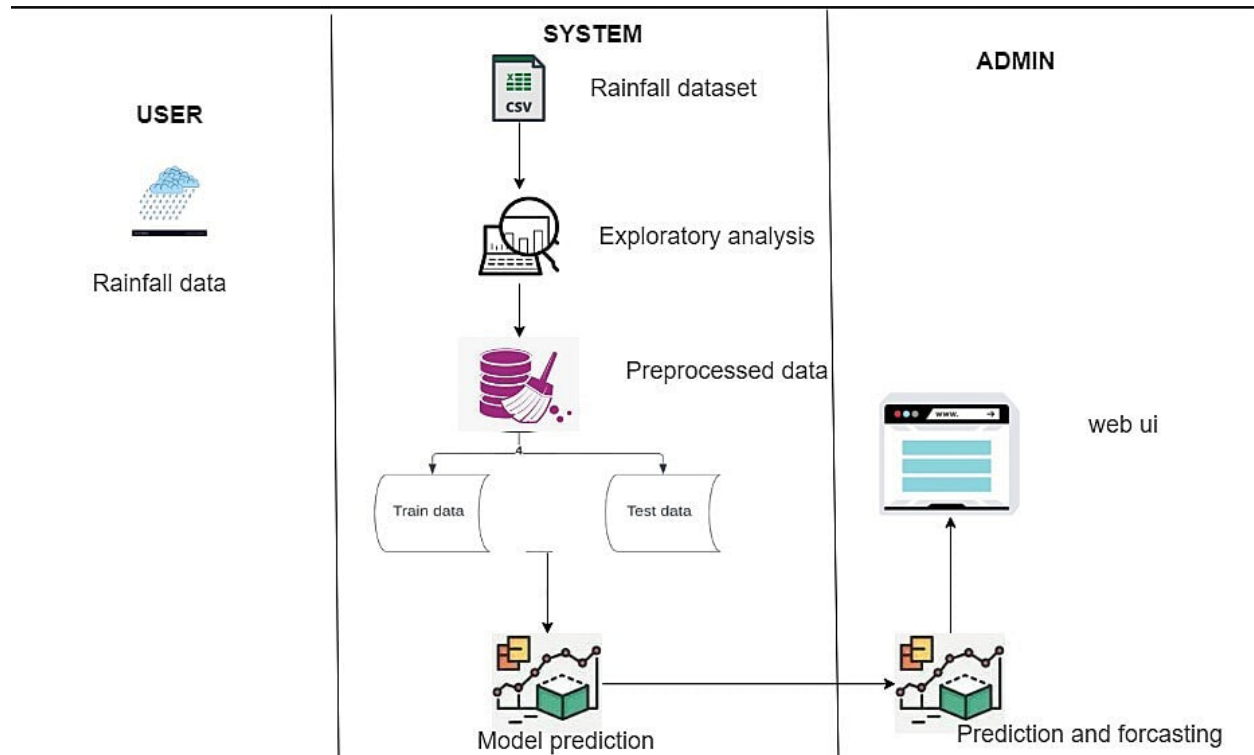 SYSTEM
ADMIN
USER
CSV
Rainfall dataset
Exploratory analysis
Rainfall data
Preprocessed data
4
Train data
Test data
www.
web ui
Model prediction
Prediction and forcasting